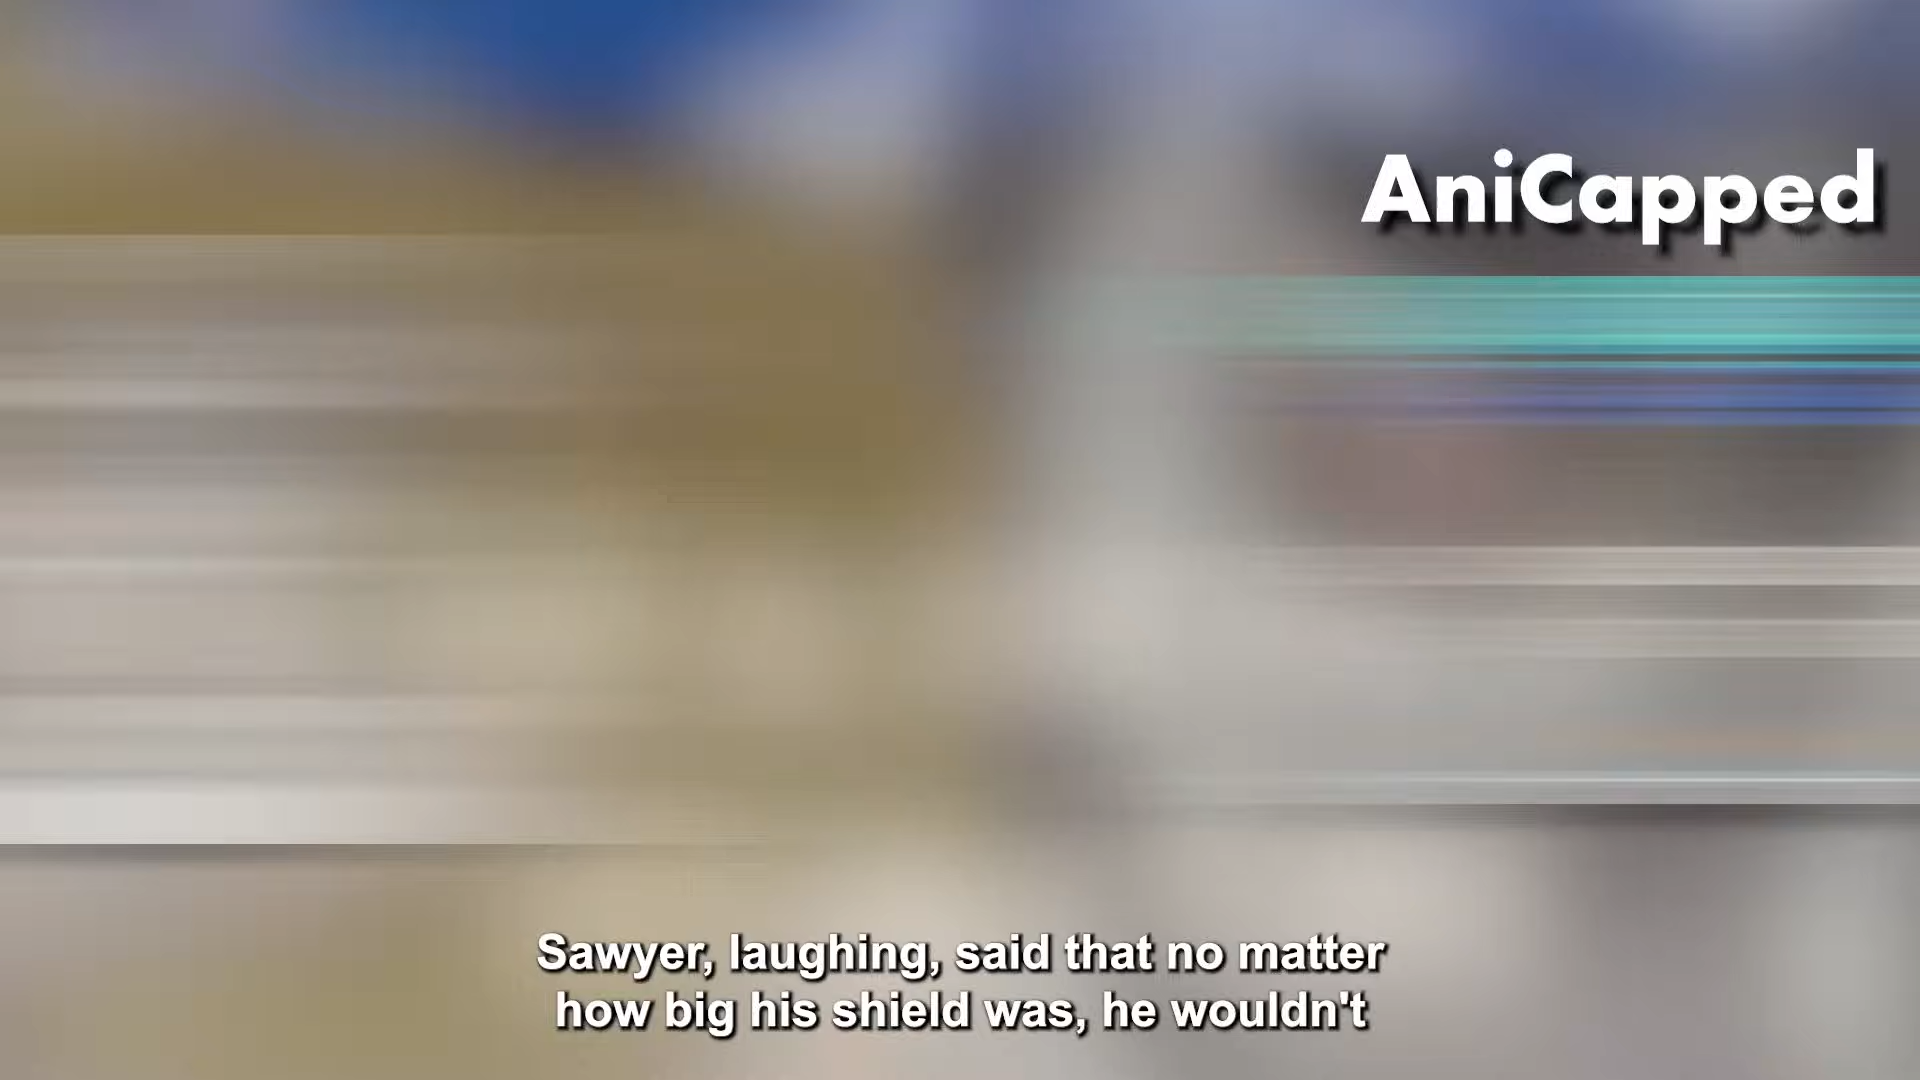 AniCapped
Sawyer, laughing, said that no matter
how big his shield was, he wouldn't